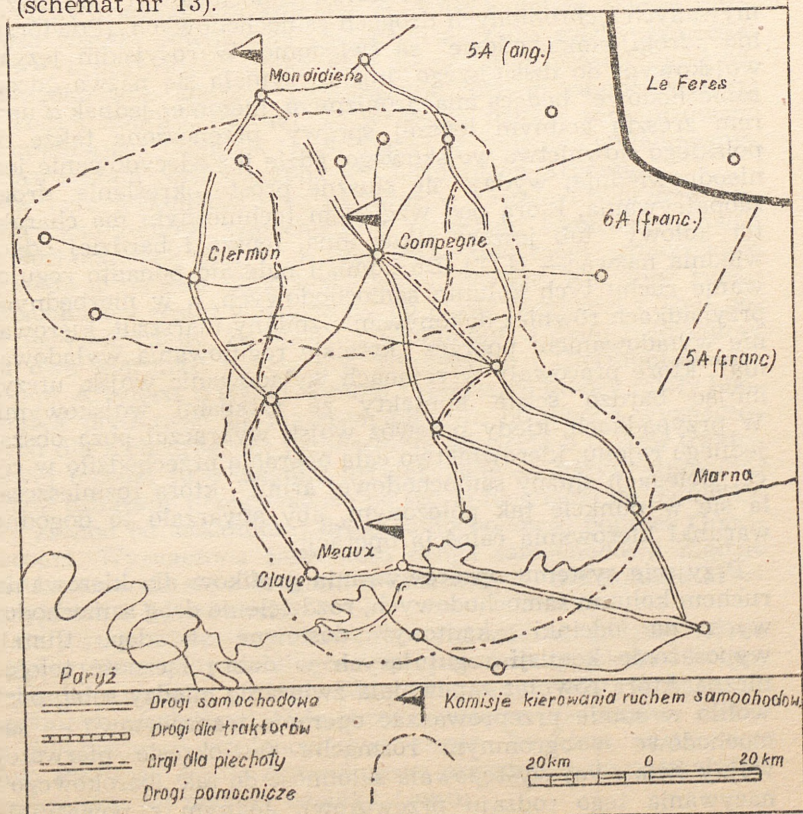 (schemat nr 13).
5A (ang.)
Le Feres
Mondidiena
6A (franc.)
Compegne
Clermon
5A (franc)
Marna
Meaux
Claye
Paryż
Drogi samochodowe
Drogi dla traktorów
Drgi dla piechoty
Drogi pomocnicze
Komisje kierowania ruchem samochodow,
20 km 0 20 km